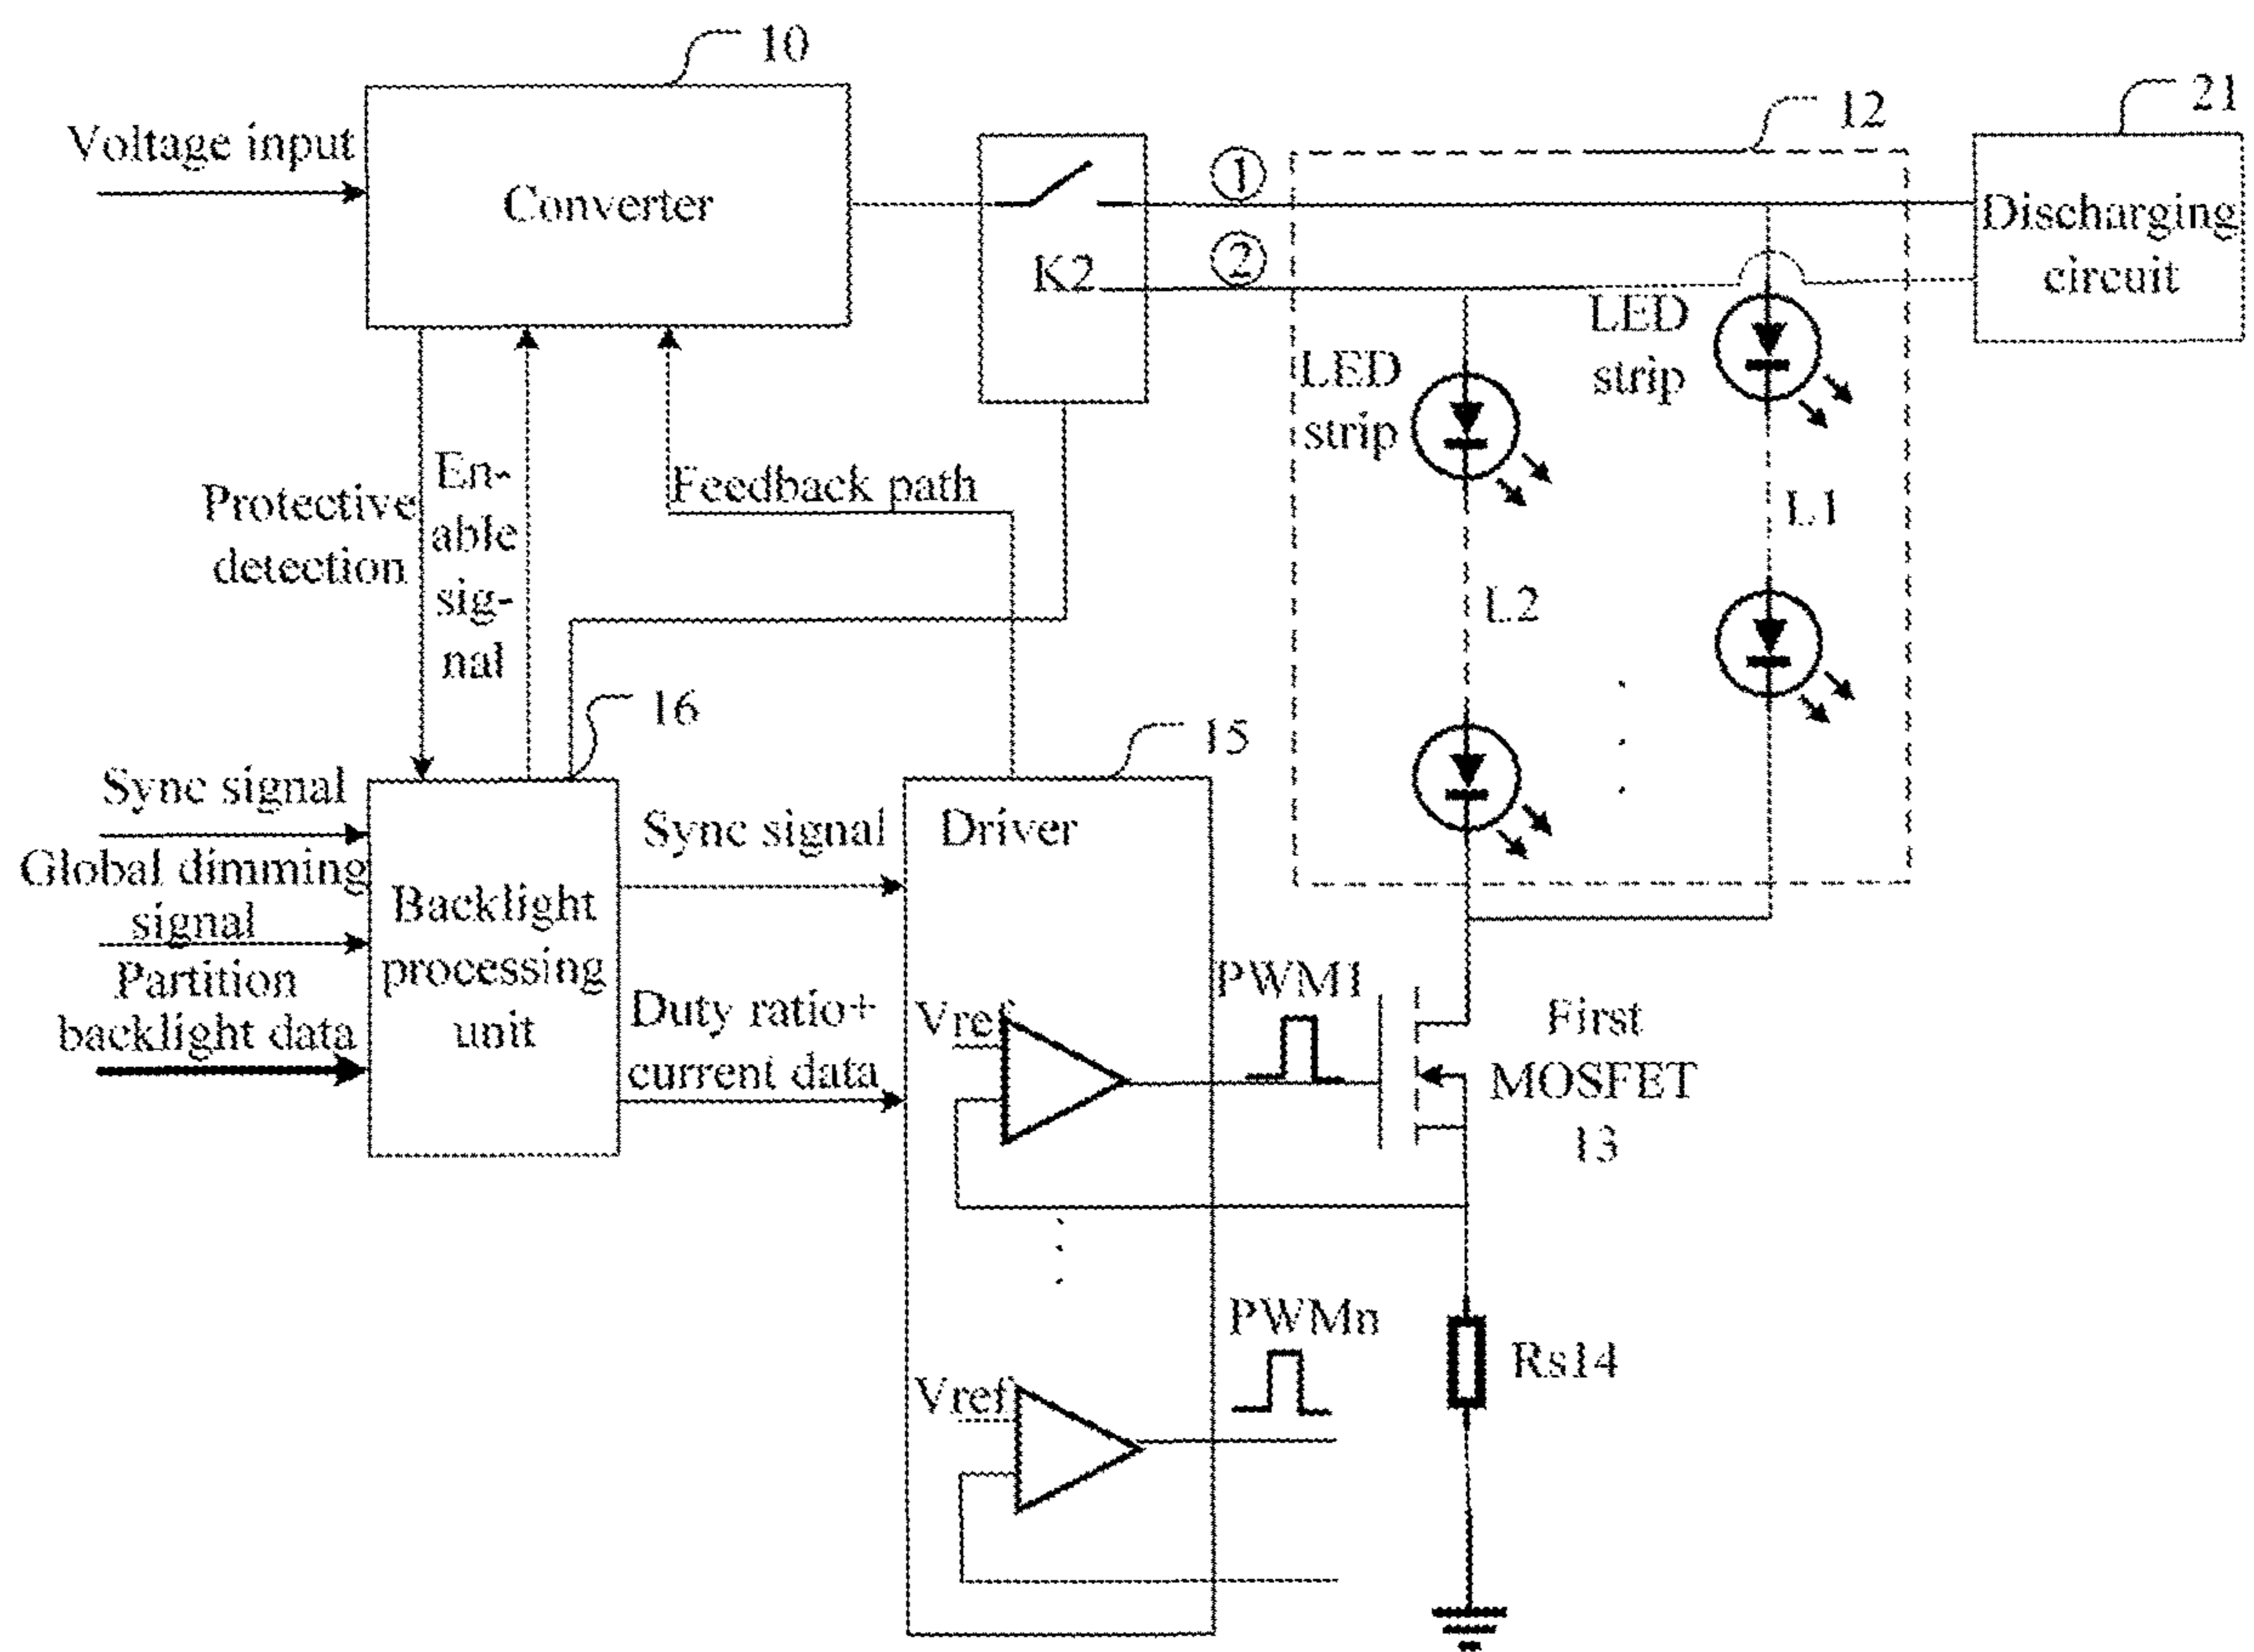 10
12
21
Voltage input
Converter
K2
①
②
Discharging
circuit
LED
strip
LED
strip
L1
L2
Protective
detection
En-
able
sig-
nal
Feedback path
16
15
Sync signal
Global dimming
signal
Partition
backlight data
Backlight
processing
unit
Sync signal
Duty ratio+
current data
Driver
Vref
PWM1
First
MOSFET
13
Vref
PWMn
Rs14